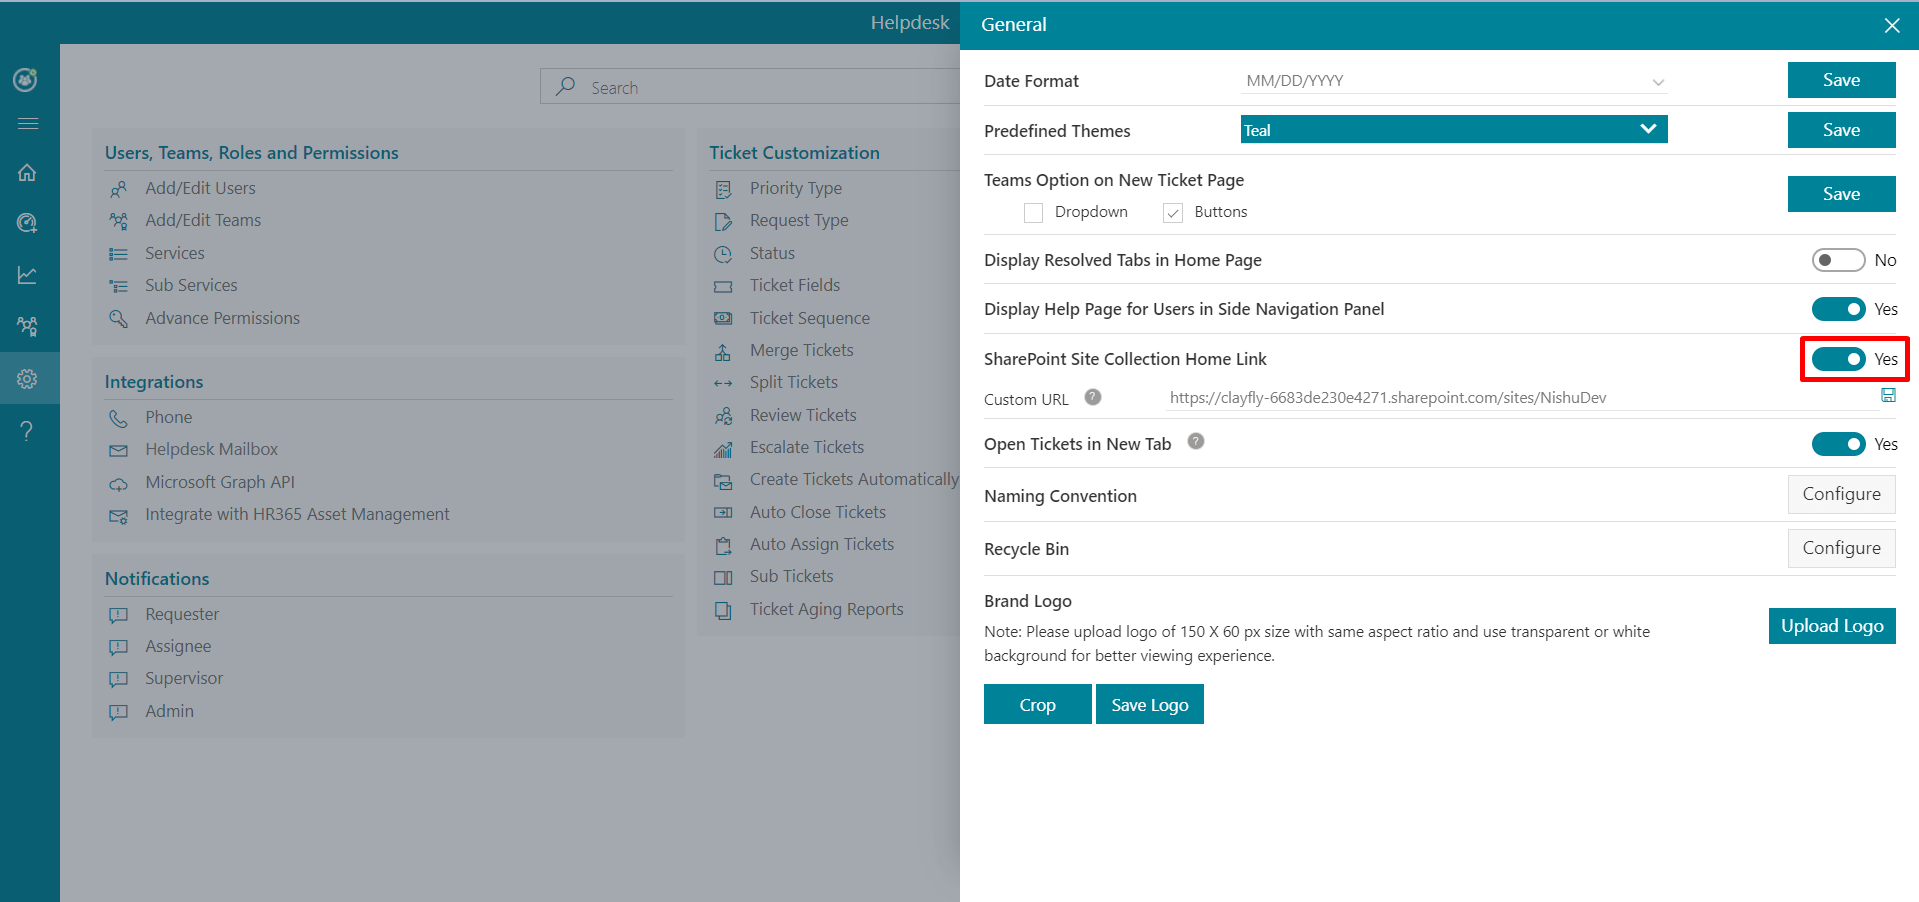 Helpdesk
Search
Users, Teams, Roles and Permissions
Add/Edit Users
Add/Edit Teams
Services
Sub Services
Advance Permissions
Integrations
Phone
Helpdesk Mailbox
Microsoft Graph API
Integrate with HR365 Asset Management
Notifications
Requester
Assignee
Supervisor
Admin
Ticket Customization
Priority Type
Request Type
Status
Ticket Fields
Ticket Sequence
Merge Tickets
Split Tickets
Review Tickets
Escalate Tickets
Create Tickets Automatically
Auto Close Tickets
Auto Assign Tickets
Sub Tickets
Ticket Aging Reports
General
Date Format MM/DD/YYYY Save
Predefined Themes Teal Save
Teams Option on New Ticket Page
Dropdown Buttons Save
Display Resolved Tabs in Home Page No
Display Help Page for Users in Side Navigation Panel Yes
SharePoint Site Collection Home Link Yes
Custom URL ? https://clayfly-6683de230e4271.sharepoint.com/sites/NishuDev
Open Tickets in New Tab ? Yes
Naming Convention Configure
Recycle Bin Configure
Brand Logo
Note: Please upload logo of 150 X 60 px size with same aspect ratio and use transparent or white
background for better viewing experience.
Upload Logo
Crop Save Logo